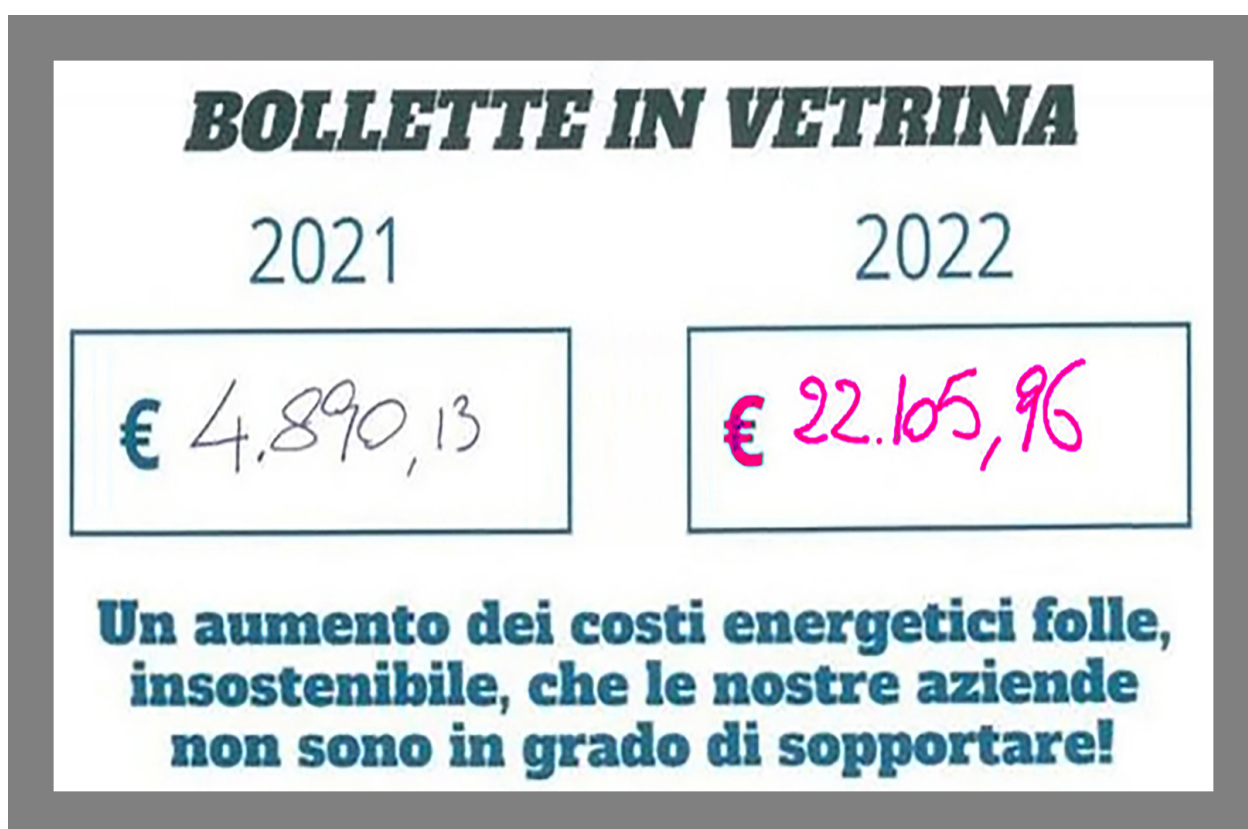 BOLLETTE IN VETRINA
2021 2022
€ 4.890,13 € 22.105,96
Un aumento dei costi energetici folle,
insostenibile, che le nostre aziende
non sono in grado di sopportare!